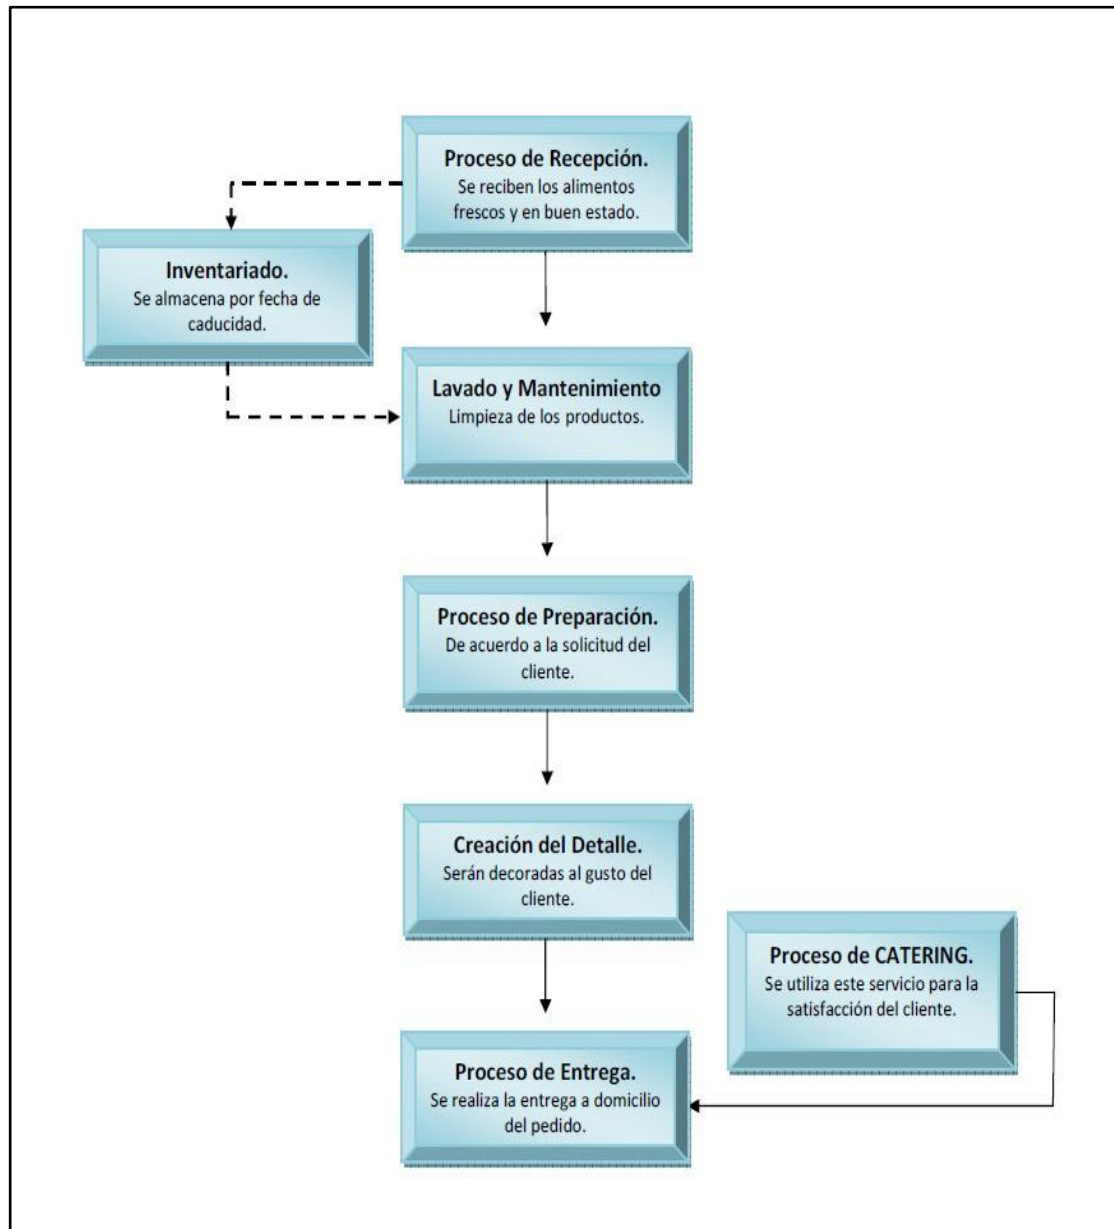 Proceso de Recepción.
Se reciben los alimentos
frescos y en buen estado.
Inventariado.
Se almacena por fecha de
caducidad.
Lavado y Mantenimiento
Limpieza de los productos.
Proceso de Preparación.
De acuerdo a la solicitud del
cliente.
Creación del Detalle.
Serán decoradas al gusto del
cliente.
Proceso de CATERING.
Se utiliza este servicio para la
satisfacción del cliente.
Proceso de Entrega.
Se realiza la entrega a domicilio
del pedido.